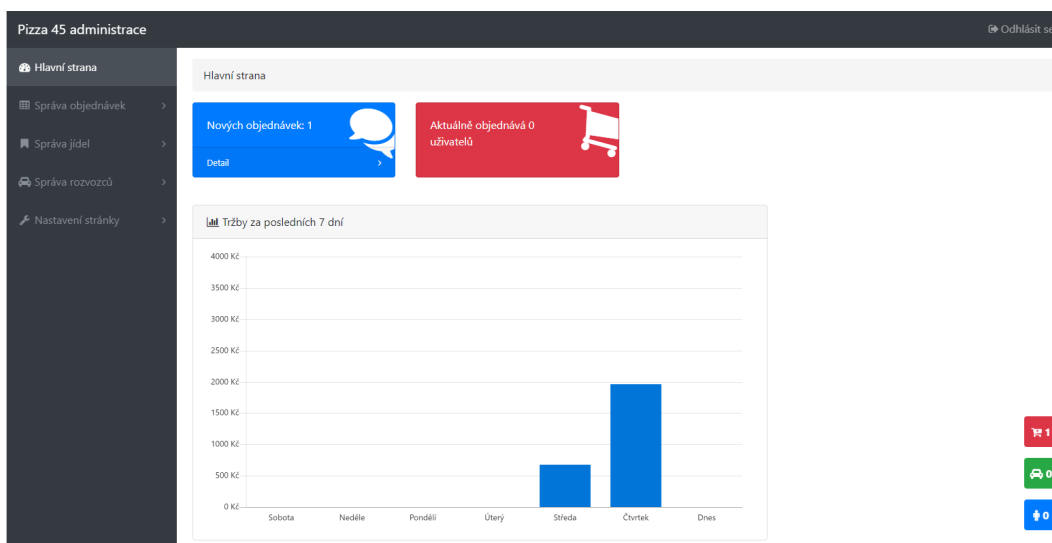 Pizza 45 administrace
Odhlásit se
Hlavní strana
Správa objednávek
Správa jídel
Správa rozvozců
Nastavení stránky
Hlavní strana
Nových objednávek: 1
Detail
Aktuálně objednává 0
uživatelů
Tržby za posledních 7 dní
4000 Kč
3500 Kč
3000 Kč
2500 Kč
2000 Kč
1500 Kč
1000 Kč
500 Kč
0 Kč
Sobota Neděle Pondělí Úterý Středa Čtvrtek Dnes
1
0
0